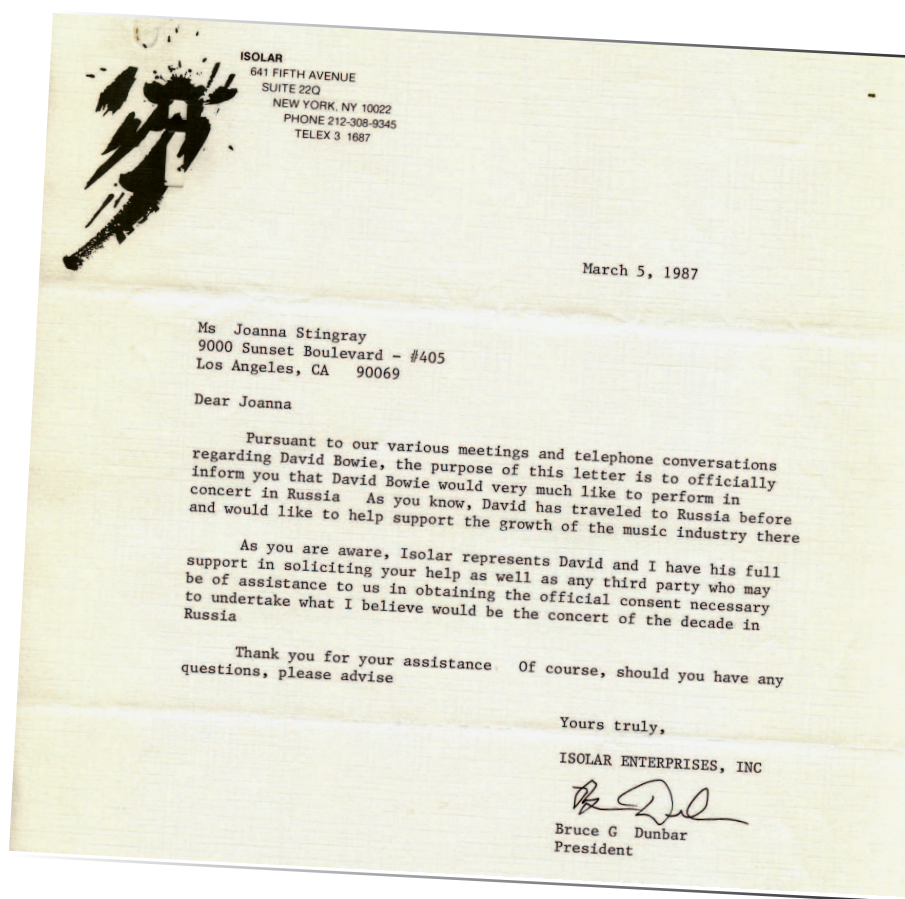 ISOLAR
641 FIFTH AVENUE
SUITE 22Q
NEW YORK, NY 10022
PHONE 212-308-9345
TELEX 3 1687
March 5, 1987
Ms Joanna Stingray
9000 Sunset Boulevard - #405
Los Angeles, CA 90069
Dear Joanna
Pursuant to our various meetings and telephone conversations
regarding David Bowie, the purpose of this letter is to officially
inform you that David Bowie would very much like to perform in
concert in Russia As you know, David has traveled to Russia before
and would like to help support the growth of the music industry there
As you are aware, Isolar represents David and I have his full
support in soliciting your help as well as any third party who may
be of assistance to us in obtaining the official consent necessary
to undertake what I believe would be the concert of the decade in
Russia
Thank you for your assistance Of course, should you have any
questions, please advise
Yours truly,
ISOLAR ENTERPRISES, INC
Bruce G Dunbar
President